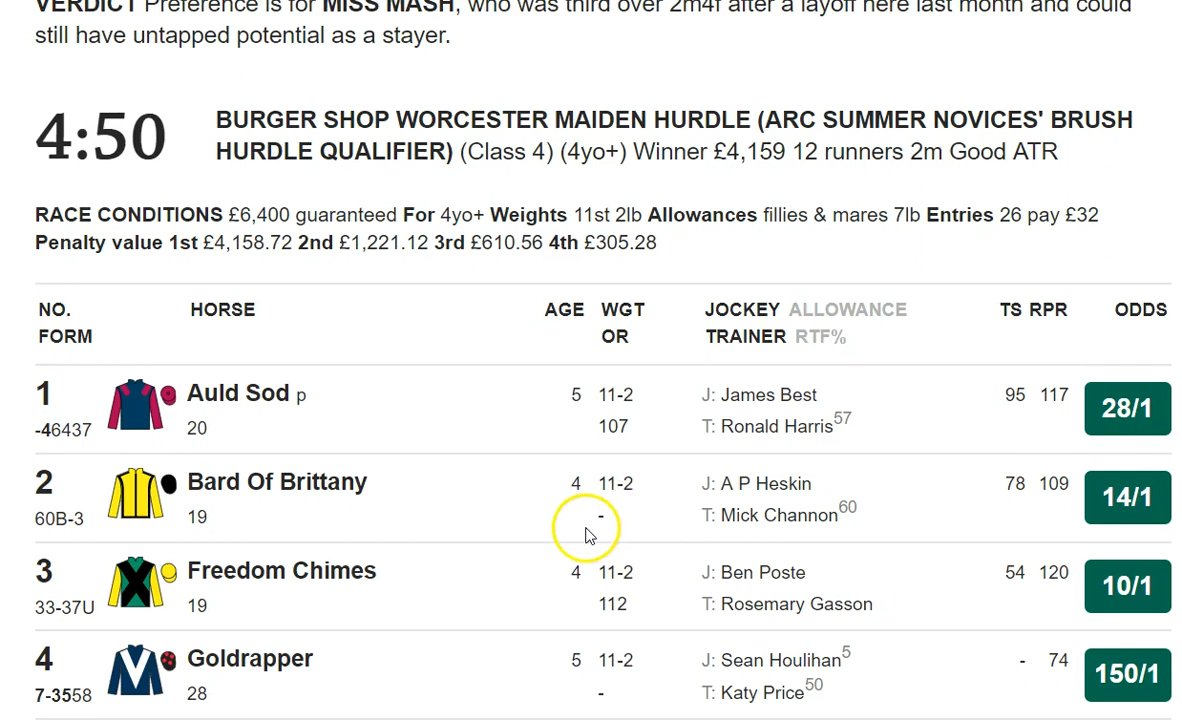 VERDICT Preference is for MISS MASH, who was third over 2m4f after a layoff here last month and could
still have untapped potential as a stayer.
4:50
BURGER SHOP WORCESTER MAIDEN HURDLE (ARC SUMMER NOVICES' BRUSH
HURDLE QUALIFIER) (Class 4) (4yo+) Winner £4,159 12 runners 2m Good ATR
RACE CONDITIONS £6,400 guaranteed For 4yo+ Weights 11st 2lb Allowances fillies & mares 7lb Entries 26 pay £32
Penalty value 1st £4,158.72 2nd £1,221.12 3rd £610.56 4th £305.28
NO. HORSE AGE WGT JOCKEY ALLOWANCE TS RPR ODDS
FORM OR TRAINER RTF%
1 Auld Sod p 5 11-2 J: James Best 95 117 28/1
-46437 20 107 T: Ronald Harris57
2 Bard Of Brittany 4 11-2 J: A P Heskin 78 109 14/1
60B-3 19 - T: Mick Channon60
3 Freedom Chimes 4 11-2 J: Ben Poste 54 120 10/1
33-37U 19 112 T: Rosemary Gasson
4 Goldrapper 5 11-2 J: Sean Houlihan5 - 74 150/1
7-3558 28 - T: Katy Price50